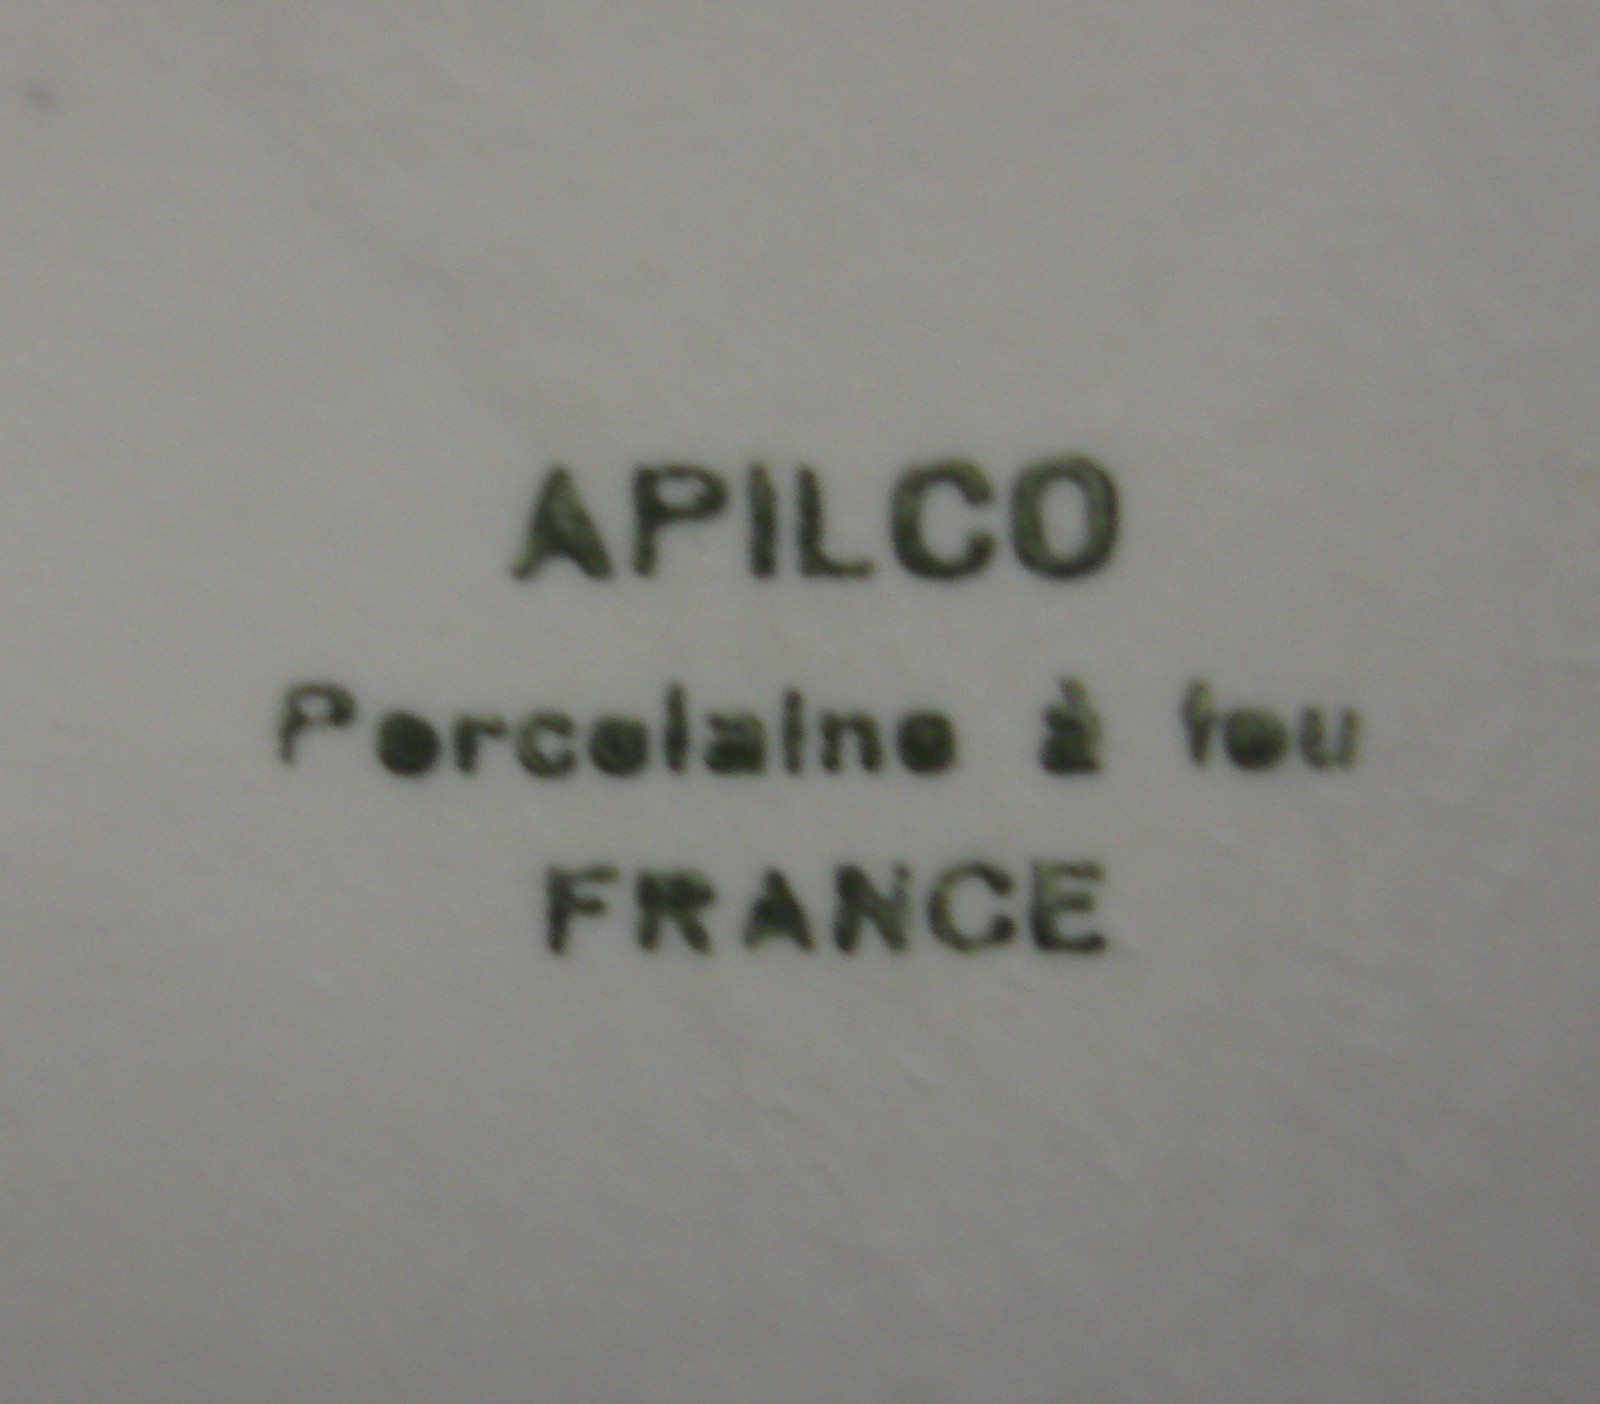 APILCO
Porcelaine à feu
FRANCE